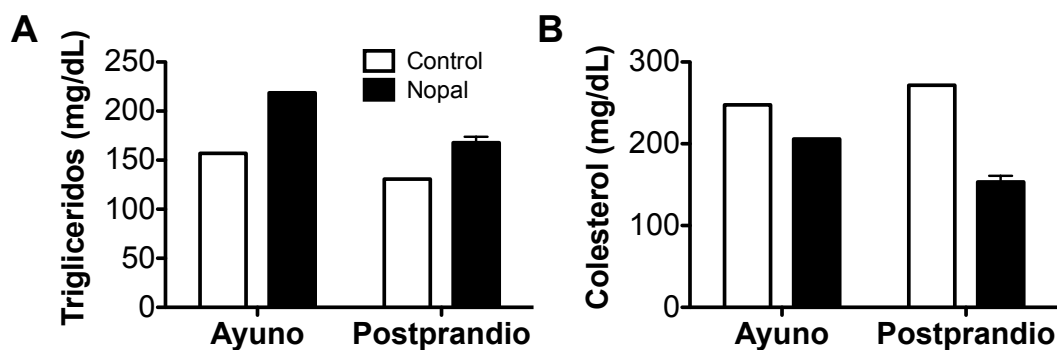 A
Trigliceridos (mg/dL)
250
200
150
100
50
0
Control
Nopal
Ayuno
Postprandio
B
Colesterol (mg/dL)
300
200
100
0
Ayuno
Postprandio